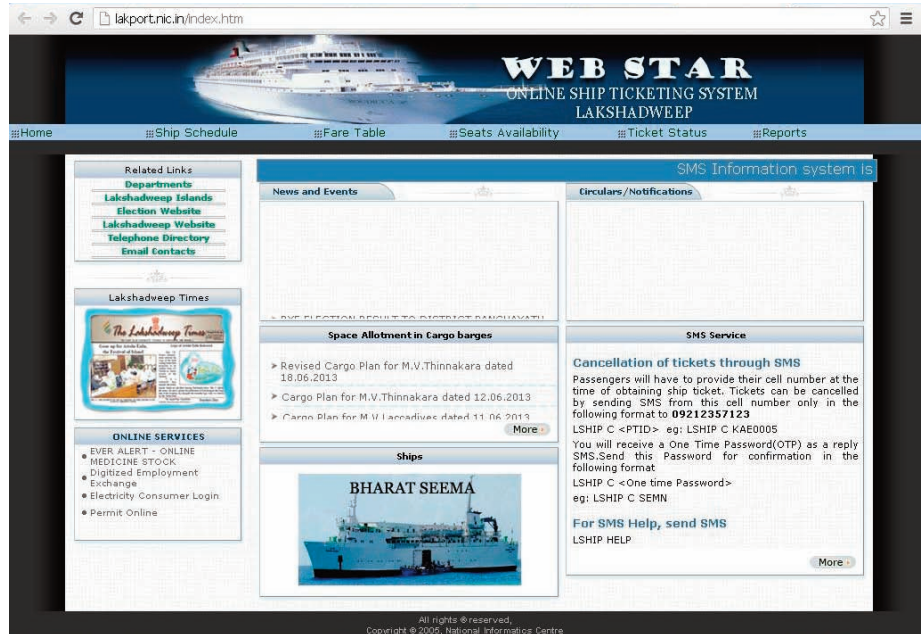 lakport.nic.in/index.htm
WEB STAR
ONLINE SHIP TICKETING SYSTEM
LAKSHADWEEP
Home
Ship Schedule
Fare Table
Seats Availability
Ticket Status
Reports
SMS Information system is
Related Links
Departments
Lakshadweep Islands
Election Website
Lakshadweep Website
Telephone Directory
Email Contacts
Lakshadweep Times
The Lakshadweep Times
ONLINE SERVICES
EVER ALERT - ONLINE
MEDICINE STOCK
Digitized Employment
Exchange
Electricity Consumer Login
Permit Online
News and Events
BYE ELECTION RESULT TO DISTRICT PANCHAYATH
Space Allotment in Cargo barges
Revised Cargo Plan for M.V.Thinnakara dated
18.06.2013
Cargo Plan for M.V.Thinnakara dated 12.06.2013
Cargo Plan for M.V.Laccadives dated 11.06.2013
More
Ships
BHARAT SEEMA
Circulars/Notifications
SMS Service
Cancellation of tickets through SMS
Passengers will have to provide their cell number at the
time of obtaining ship ticket. Tickets can be cancelled
by sending SMS from this cell number only in the
following format to 09212357123
LSHIP C <PTID> eg: LSHIP C KAE0005
You will receive a One Time Password(OTP) as a reply
SMS.Send this Password for confirmation in the
following format
LSHIP C <One time Password>
eg: LSHIP C SEMN
For SMS Help, send SMS
LSHIP HELP
More
All rights ® reserved,
Copyright © 2005, National Informatics Centre